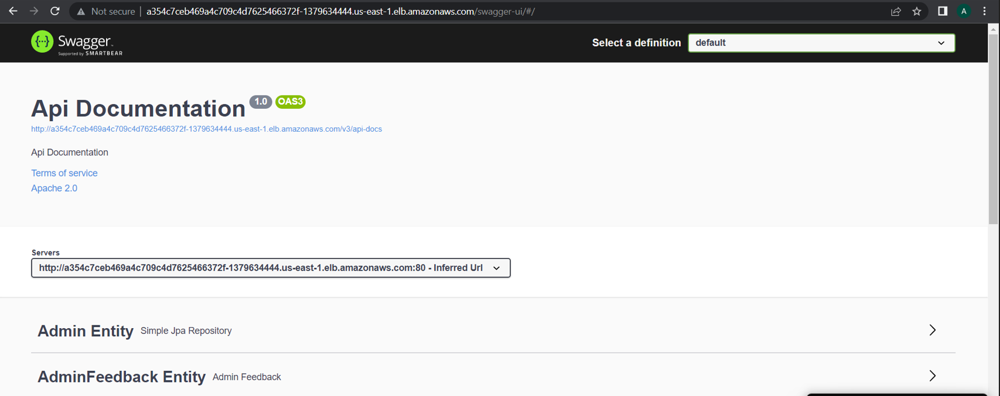 Not secure | a354c7ceb469a4c709c4d7625466372f-1379634444.us-east-1.elb.amazonaws.com/swagger-ui/#/ A
Swagger
Supported by SMARTBEAR
Select a definition default
Api Documentation 1.0 OAS3
http://a354c7ceb469a4c709c4d7625466372f-1379634444.us-east-1.elb.amazonaws.com/v3/api-docs
Api Documentation
Terms of service
Apache 2.0
Servers
http://a354c7ceb469a4c709c4d7625466372f-1379634444.us-east-1.elb.amazonaws.com:80 - Inferred Url
Admin Entity Simple Jpa Repository
AdminFeedback Entity Admin Feedback